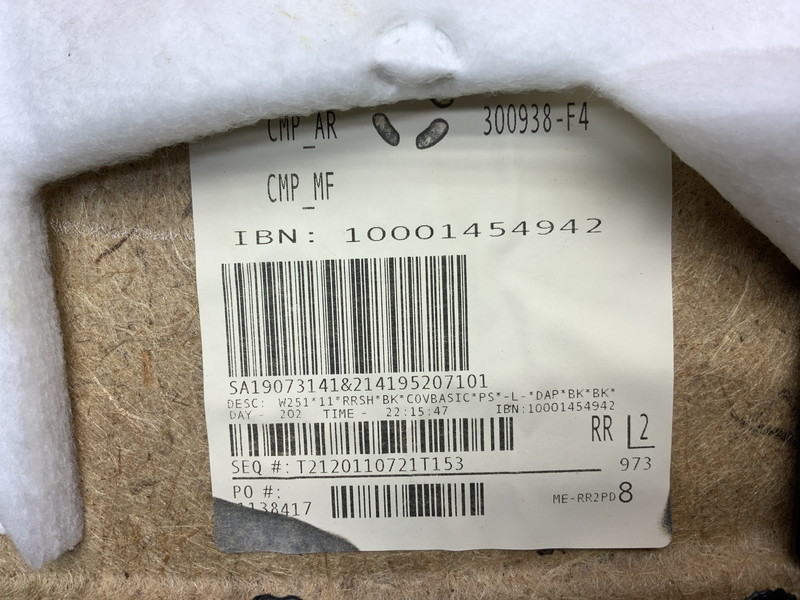 CMP_AR 300938-F4
CMP_MF
IBN: 10001454942
SA19073141&214195207101
DESC: W251*11*RRSH*BK*COVBASIC*PS*-L-*DAP*BK*BK*
DAY - 202 TIME - 22:15:47 IBN:10001454942
RR L2
SEQ #: T2120110721T153 973
PO #:
1138417 ME-RR2PD8